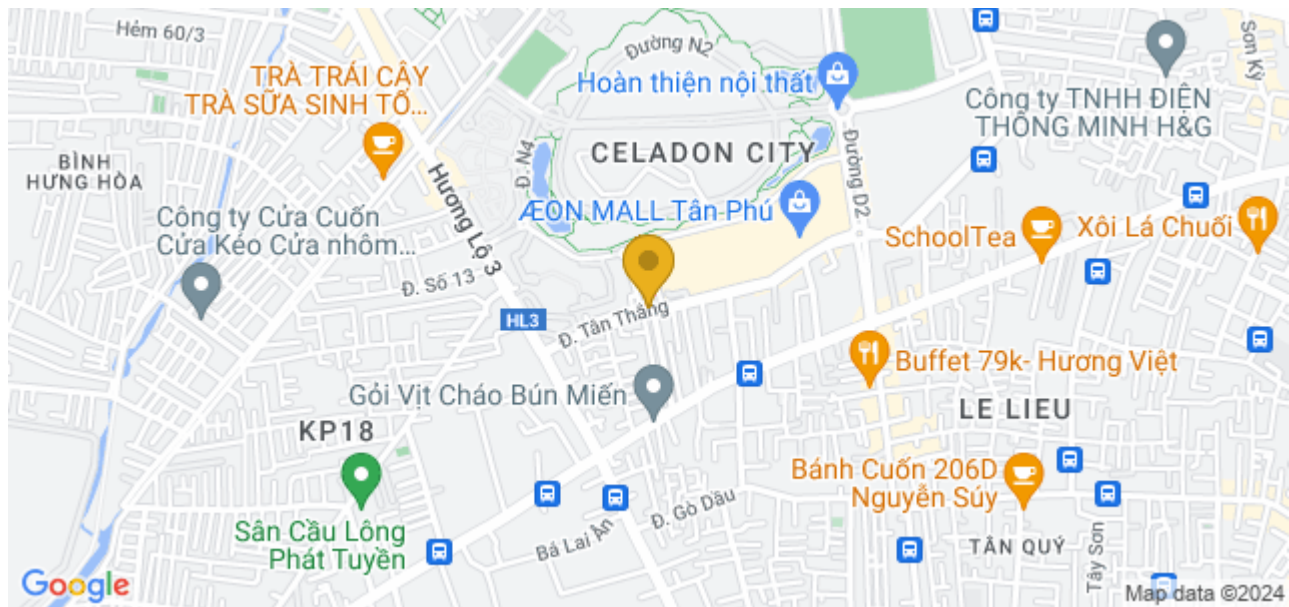 Hẻm 60/3
Đường N2
Sơn Kỳ
TRÀ TRÁI CÂY
TRÀ SỮA SINH TỐ...
Hoàn thiện nội thất
Công ty TNHH ĐIỆN
THÔNG MINH H&G
BÌNH
HƯNG HÒA
Đ. N4
CELADON CITY
Đường D2
Hương Lộ 3
ÆON MALL Tân Phú
Công ty Cửa Cuốn
Cửa Kéo Cửa nhôm...
SchoolTea
Xôi Lá Chuối
Đ. Số 13
HL3
Đ. Tân Thắng
Buffet 79k- Hương Việt
Gỏi Vịt Cháo Bún Miến
LE LIEU
KP18
Bánh Cuốn 206D
Nguyễn Súy
Sân Cầu Lông
Phát Tuyền
Đ. Gò Dầu
Bá Lai Ân
TÂN QUÝ
Tây Sơn
Google
Map data ©2024